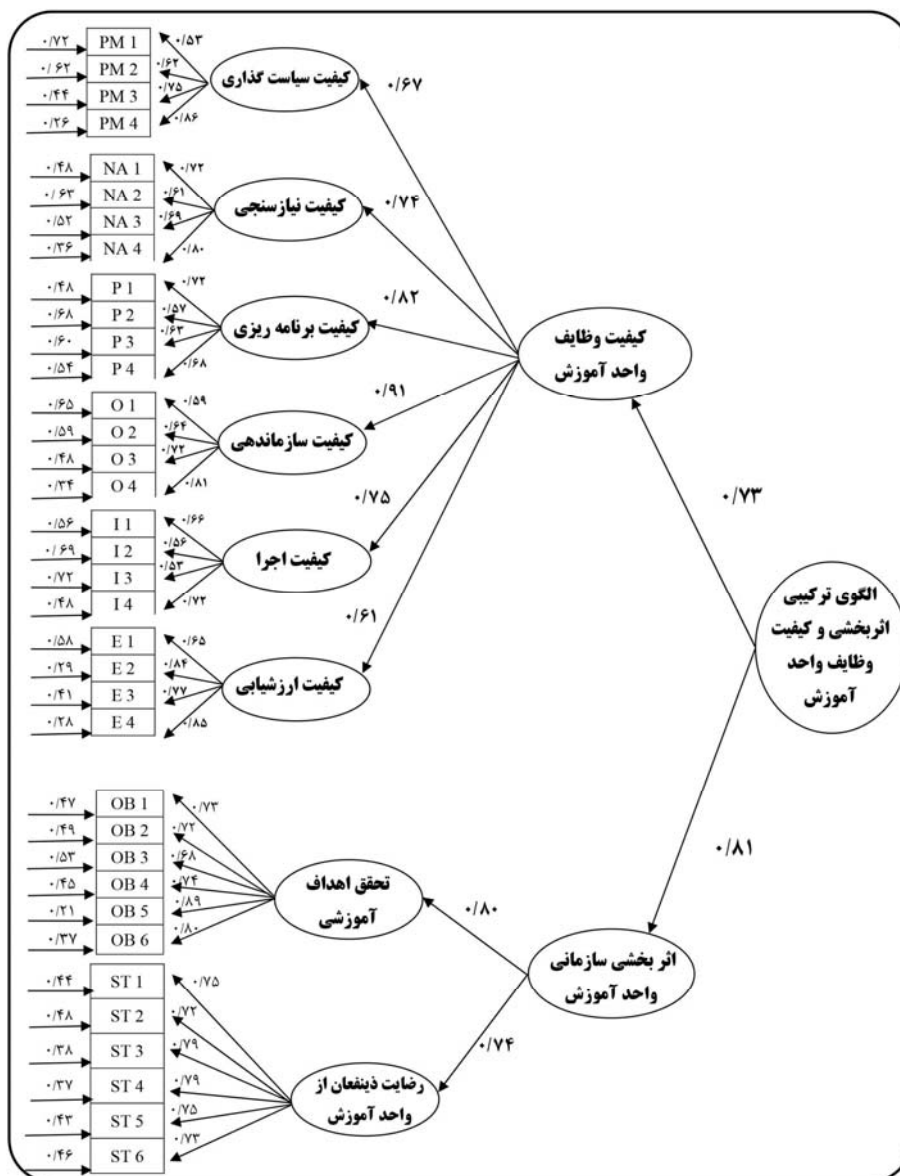 ۰/۷۲ PM 1 ۰/۵۳
۰/۶۲ PM 2 ۰/۶۲
۰/۴۴ PM 3 ۰/۷۵
۰/۲۶ PM 4 ۰/۸۶
کیفیت سیاست گذاری
۰/۶۷
۰/۴۸ NA 1 ۰/۷۲
۰/۶۳ NA 2 ۰/۶۱
۰/۵۲ NA 3 ۰/۶۹
۰/۳۶ NA 4 ۰/۸۰
کیفیت نیازسنجی
۰/۷۴
۰/۴۸ P 1 ۰/۷۲
۰/۶۸ P 2 ۰/۵۷
۰/۶۰ P 3 ۰/۶۳
۰/۵۴ P 4 ۰/۶۸
کیفیت برنامه ریزی
۰/۸۲
۰/۶۵ O 1 ۰/۵۹
۰/۵۹ O 2 ۰/۶۴
۰/۴۸ O 3 ۰/۷۲
۰/۳۴ O 4 ۰/۸۱
کیفیت سازماندهی
۰/۹۱
۰/۵۶ I 1 ۰/۶۶
۰/۶۹ I 2 ۰/۵۶
۰/۷۲ I 3 ۰/۵۳
۰/۴۸ I 4 ۰/۷۲
کیفیت اجرا
۰/۷۵
۰/۵۸ E 1 ۰/۶۵
۰/۲۹ E 2 ۰/۸۴
۰/۴۱ E 3 ۰/۷۷
۰/۲۸ E 4 ۰/۸۵
کیفیت ارزشیابی
۰/۶۱
کیفیت وظایف
واحد آموزش
۰/۷۳
الگوی ترکیبی
اثربخشی و کیفیت
وظایف واحد
آموزش
۰/۸۱
۰/۴۷ OB 1 ۰/۷۳
۰/۴۹ OB 2 ۰/۷۲
۰/۵۳ OB 3 ۰/۶۸
۰/۴۵ OB 4 ۰/۷۴
۰/۲۱ OB 5 ۰/۸۹
۰/۳۷ OB 6 ۰/۸۰
تحقق اهداف
آموزشی
۰/۸۰
اثر بخشی سازمانی
واحد آموزش
۰/۷۴
۰/۴۴ ST 1 ۰/۷۵
۰/۴۸ ST 2 ۰/۷۲
۰/۳۸ ST 3 ۰/۷۹
۰/۳۷ ST 4 ۰/۷۹
۰/۴۳ ST 5 ۰/۷۵
۰/۴۶ ST 6 ۰/۷۳
رضایت ذینفعان از
واحد آموزش